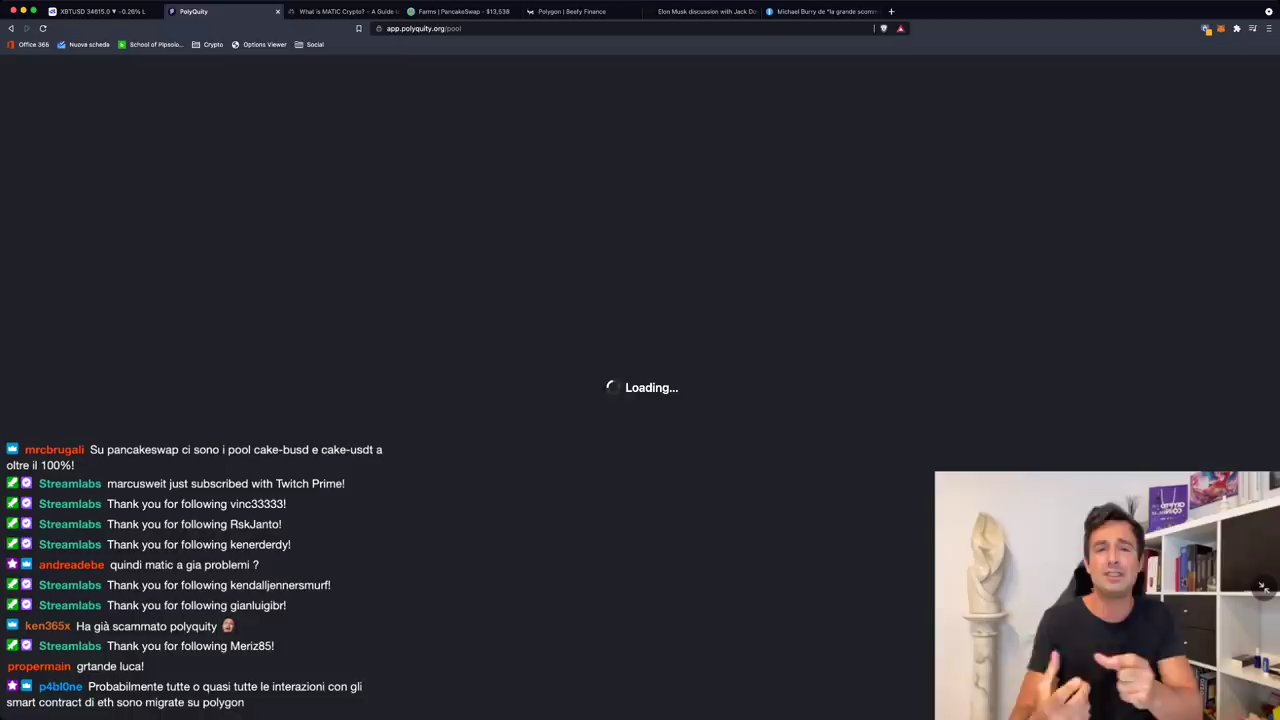 XBTUSD 34615.0 ▼ −0.26% L
PolyQuity
What is MATIC Crypto? – A Guide t
Farms | PancakeSwap - $13,538
Polygon | Beefy Finance
Elon Musk discussion with Jack Do
Michael Burry de "la grande scomm
app.polyquity.org/pool
Office 365
Nuova scheda
School of Pipsolo...
Crypto
Options Viewer
Social
Loading...
mrcbrugali Su pancakeswap ci sono i pool cake-busd e cake-usdt a
oltre il 100%!
Streamlabs marcusweit just subscribed with Twitch Prime!
Streamlabs Thank you for following vinc33333!
Streamlabs Thank you for following RskJanto!
Streamlabs Thank you for following kenerderdy!
andreadebe quindi matic a gia problemi ?
Streamlabs Thank you for following kendalljennersmurf!
Streamlabs Thank you for following gianluigibr!
ken365x Ha già scammato polyquity
Streamlabs Thank you for following Meriz85!
propermain grtande luca!
p4bl0ne Probabilmente tutte o quasi tutte le interazioni con gli
smart contract di eth sono migrate su polygon